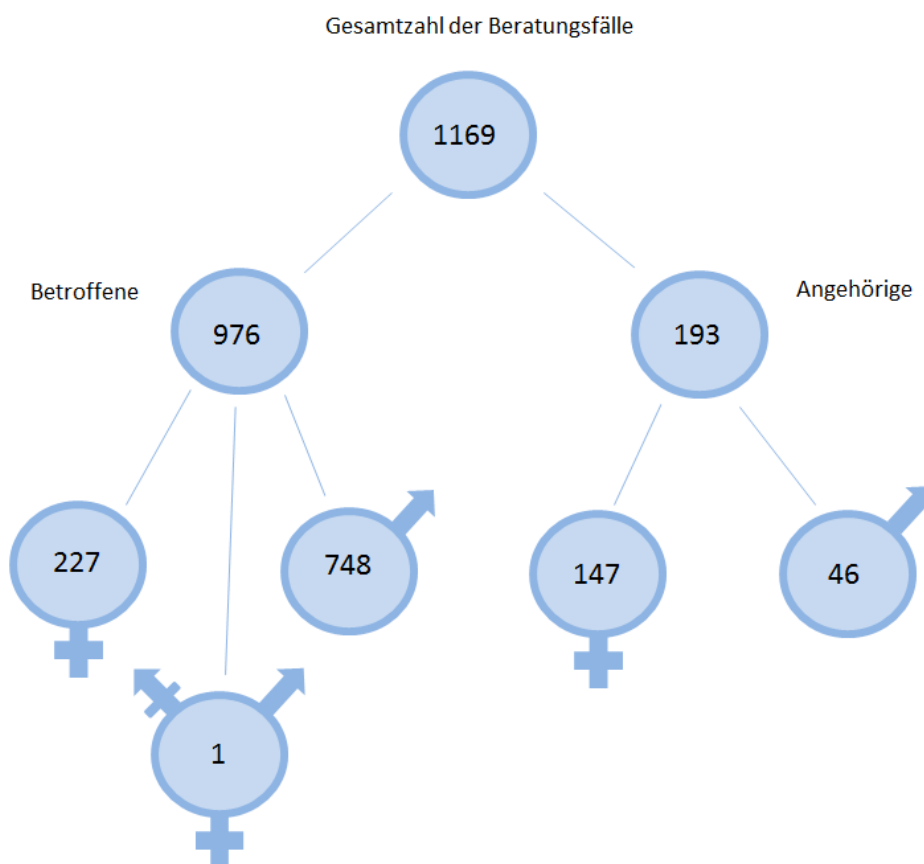 Gesamtzahl der Beratungsfälle
1169
Betroffene
Angehörige
976
193
227
748
147
46
1